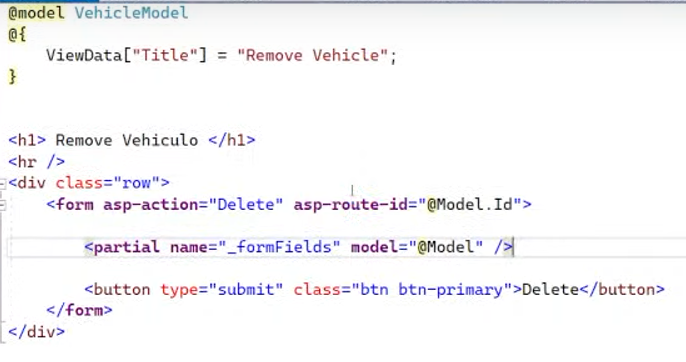 @model VehicleModel
@{
    ViewData["Title"] = "Remove Vehicle";
}
<h1> Remove Vehiculo </h1>
<hr />
<div class="row">
    <form asp-action="Delete" asp-route-id="@Model.Id">
        <partial name="_formFields" model="@Model" />
        <button type="submit" class="btn btn-primary">Delete</button>
    </form>
</div>